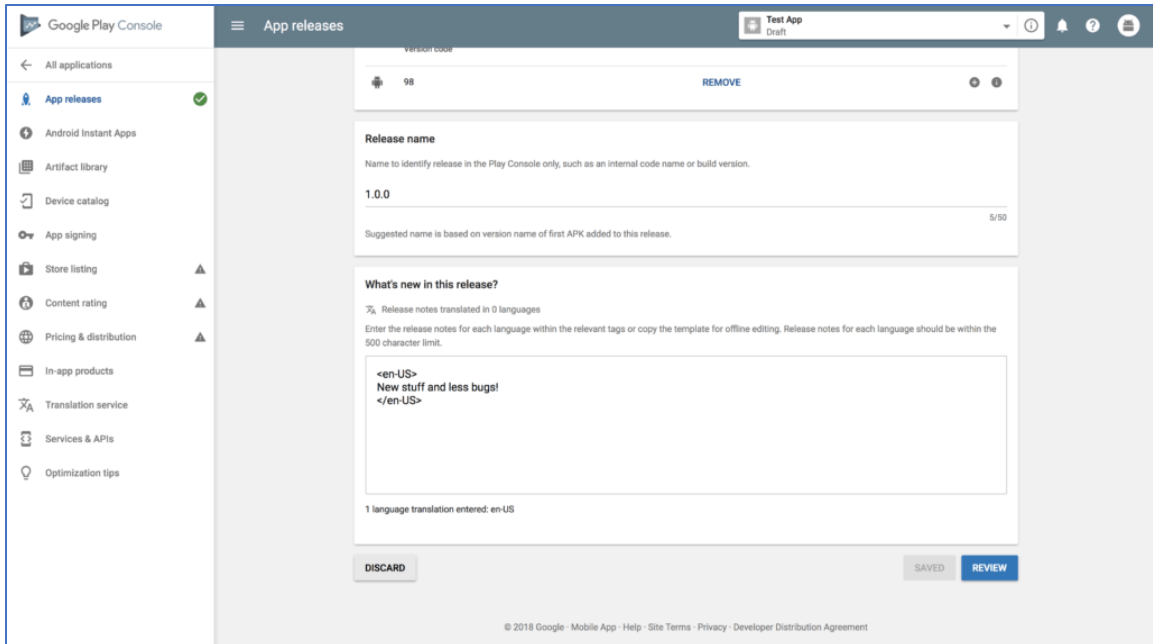 Google Play Console
App releases
Test App
Draft
All applications
App releases
Android Instant Apps
Artifact library
Device catalog
App signing
Store listing
Content rating
Pricing & distribution
In-app products
Translation service
Services & APIs
Optimization tips
Version code
98
REMOVE
Release name
Name to identify release in the Play Console only, such as an internal code name or build version.
1.0.0
5/50
Suggested name is based on version name of first APK added to this release.
What's new in this release?
Release notes translated in 0 languages
Enter the release notes for each language within the relevant tags or copy the template for offline editing. Release notes for each language should be within the
500 character limit.
<en-US>
New stuff and less bugs!
</en-US>
1 language translation entered: en-US
DISCARD
SAVED
REVIEW
© 2018 Google · Mobile App · Help · Site Terms · Privacy · Developer Distribution Agreement